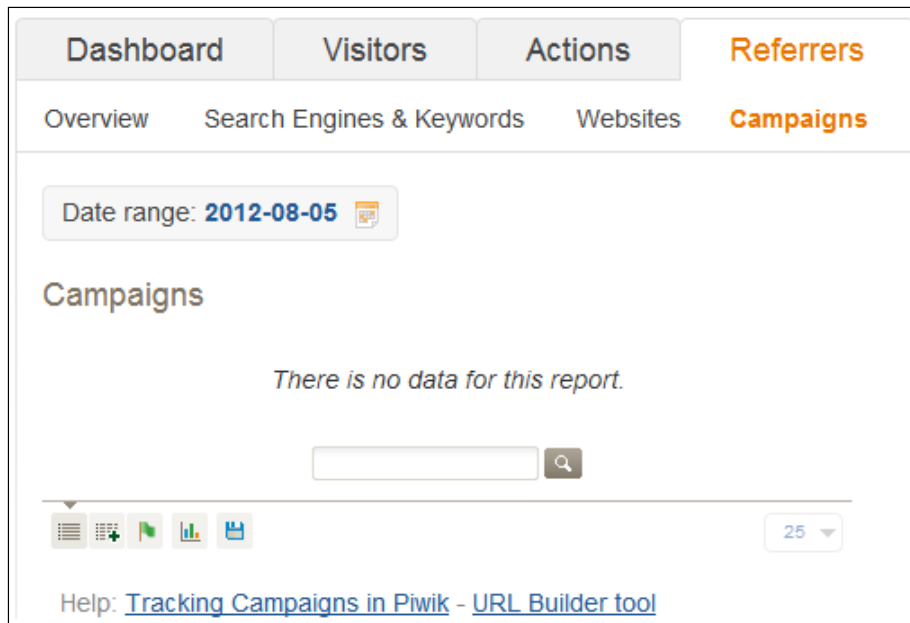 Dashboard Visitors Actions Referrers
Overview Search Engines & Keywords Websites Campaigns
Date range: 2012-08-05
Campaigns
There is no data for this report.
25
Help: Tracking Campaigns in Piwik - URL Builder tool